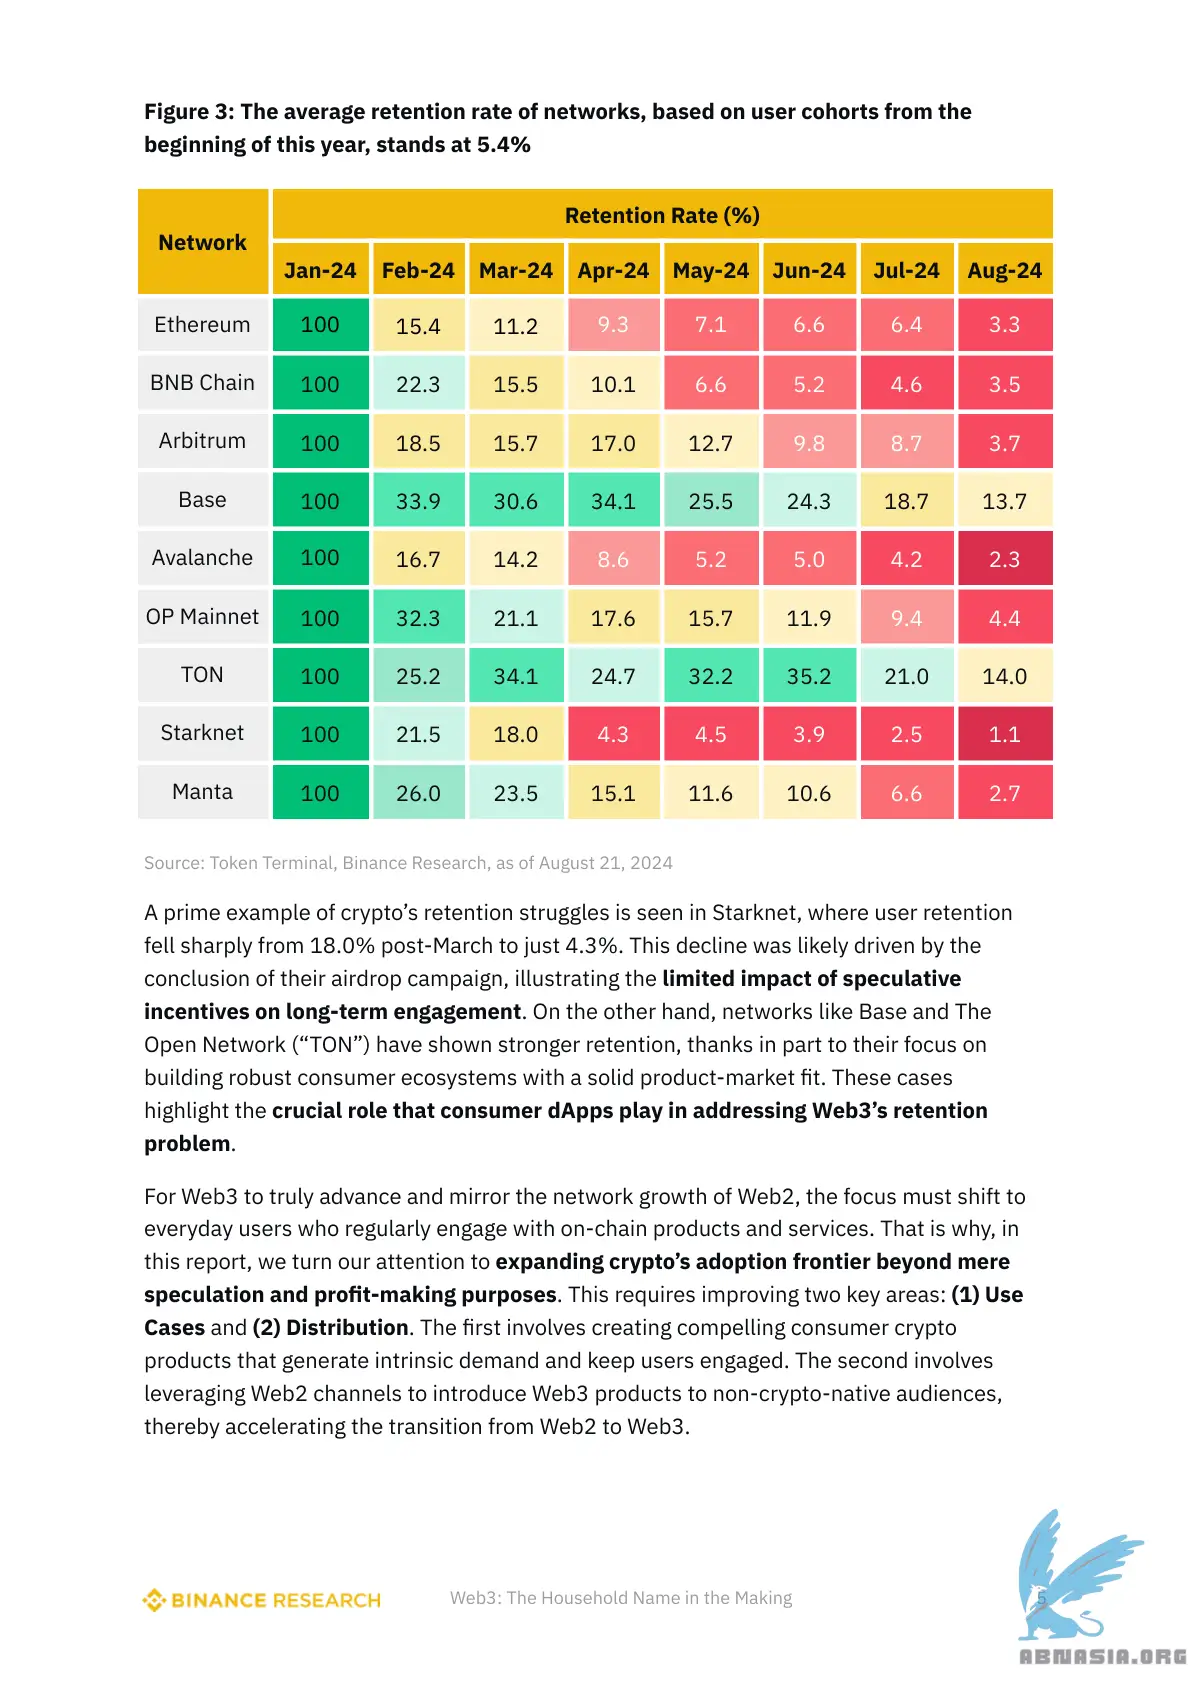 Figure 3: The average retention rate of networks, based on user cohorts from the
beginning of this year, stands at 5.4%
Network
Retention Rate (%)
Jan-24 Feb-24 Mar-24 Apr-24 May-24 Jun-24 Jul-24 Aug-24
Ethereum 100 15.4 11.2 9.3 7.1 6.6 6.4 3.3
BNB Chain 100 22.3 15.5 10.1 6.6 5.2 4.6 3.5
Arbitrum 100 18.5 15.7 17.0 12.7 9.8 8.7 3.7
Base 100 33.9 30.6 34.1 25.5 24.3 18.7 13.7
Avalanche 100 16.7 14.2 8.6 5.2 5.0 4.2 2.3
OP Mainnet 100 32.3 21.1 17.6 15.7 11.9 9.4 4.4
TON 100 25.2 34.1 24.7 32.2 35.2 21.0 14.0
Starknet 100 21.5 18.0 4.3 4.5 3.9 2.5 1.1
Manta 100 26.0 23.5 15.1 11.6 10.6 6.6 2.7
Source: Token Terminal, Binance Research, as of August 21, 2024
A prime example of crypto’s retention struggles is seen in Starknet, where user retention
fell sharply from 18.0% post-March to just 4.3%. This decline was likely driven by the
conclusion of their airdrop campaign, illustrating the limited impact of speculative
incentives on long-term engagement. On the other hand, networks like Base and The
Open Network (“TON”) have shown stronger retention, thanks in part to their focus on
building robust consumer ecosystems with a solid product-market fit. These cases
highlight the crucial role that consumer dApps play in addressing Web3’s retention
problem.
For Web3 to truly advance and mirror the network growth of Web2, the focus must shift to
everyday users who regularly engage with on-chain products and services. That is why, in
this report, we turn our attention to expanding crypto’s adoption frontier beyond mere
speculation and profit-making purposes. This requires improving two key areas: (1) Use
Cases and (2) Distribution. The first involves creating compelling consumer crypto
products that generate intrinsic demand and keep users engaged. The second involves
leveraging Web2 channels to introduce Web3 products to non-crypto-native audiences,
thereby accelerating the transition from Web2 to Web3.
BINANCE RESEARCH
Web3: The Household Name in the Making
5
ABNASIA.ORG